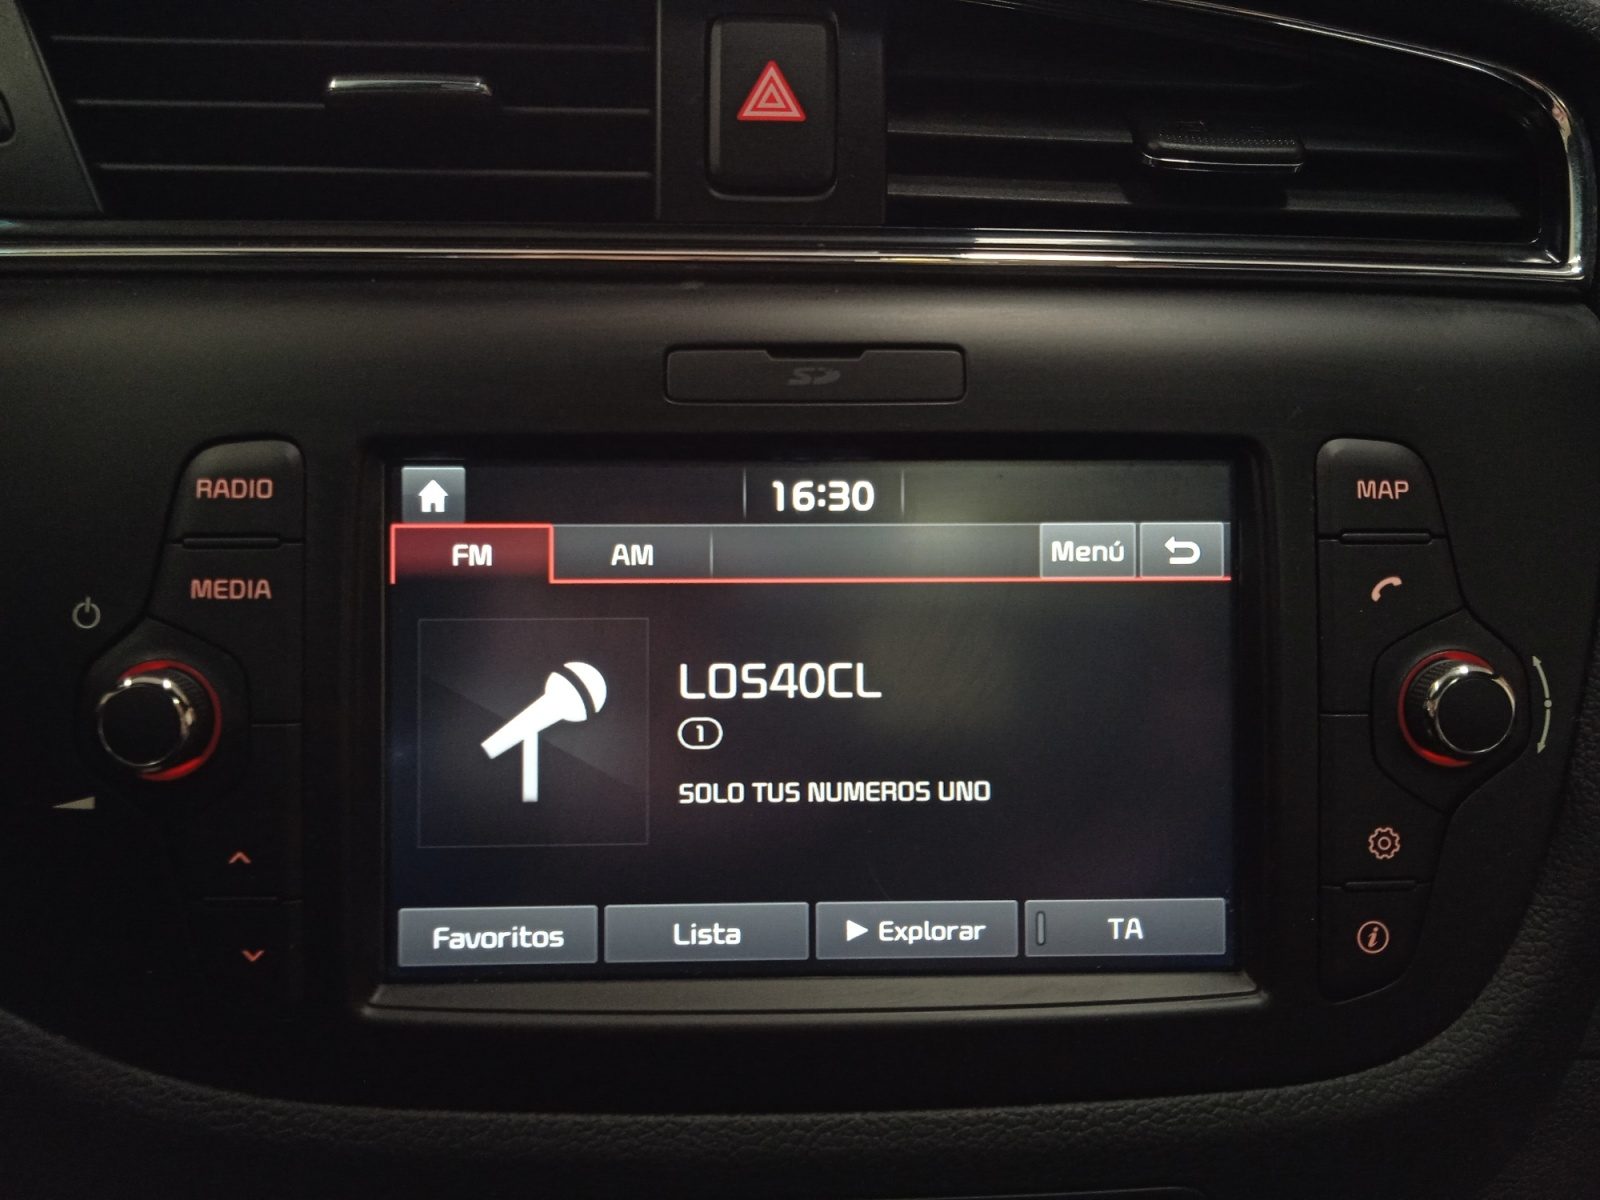 SD
RADIO
MEDIA
16:30
FM
AM
Menú
LOS40CL
1
SOLO TUS NUMEROS UNO
Favoritos
Lista
Explorar
TA
MAP
i